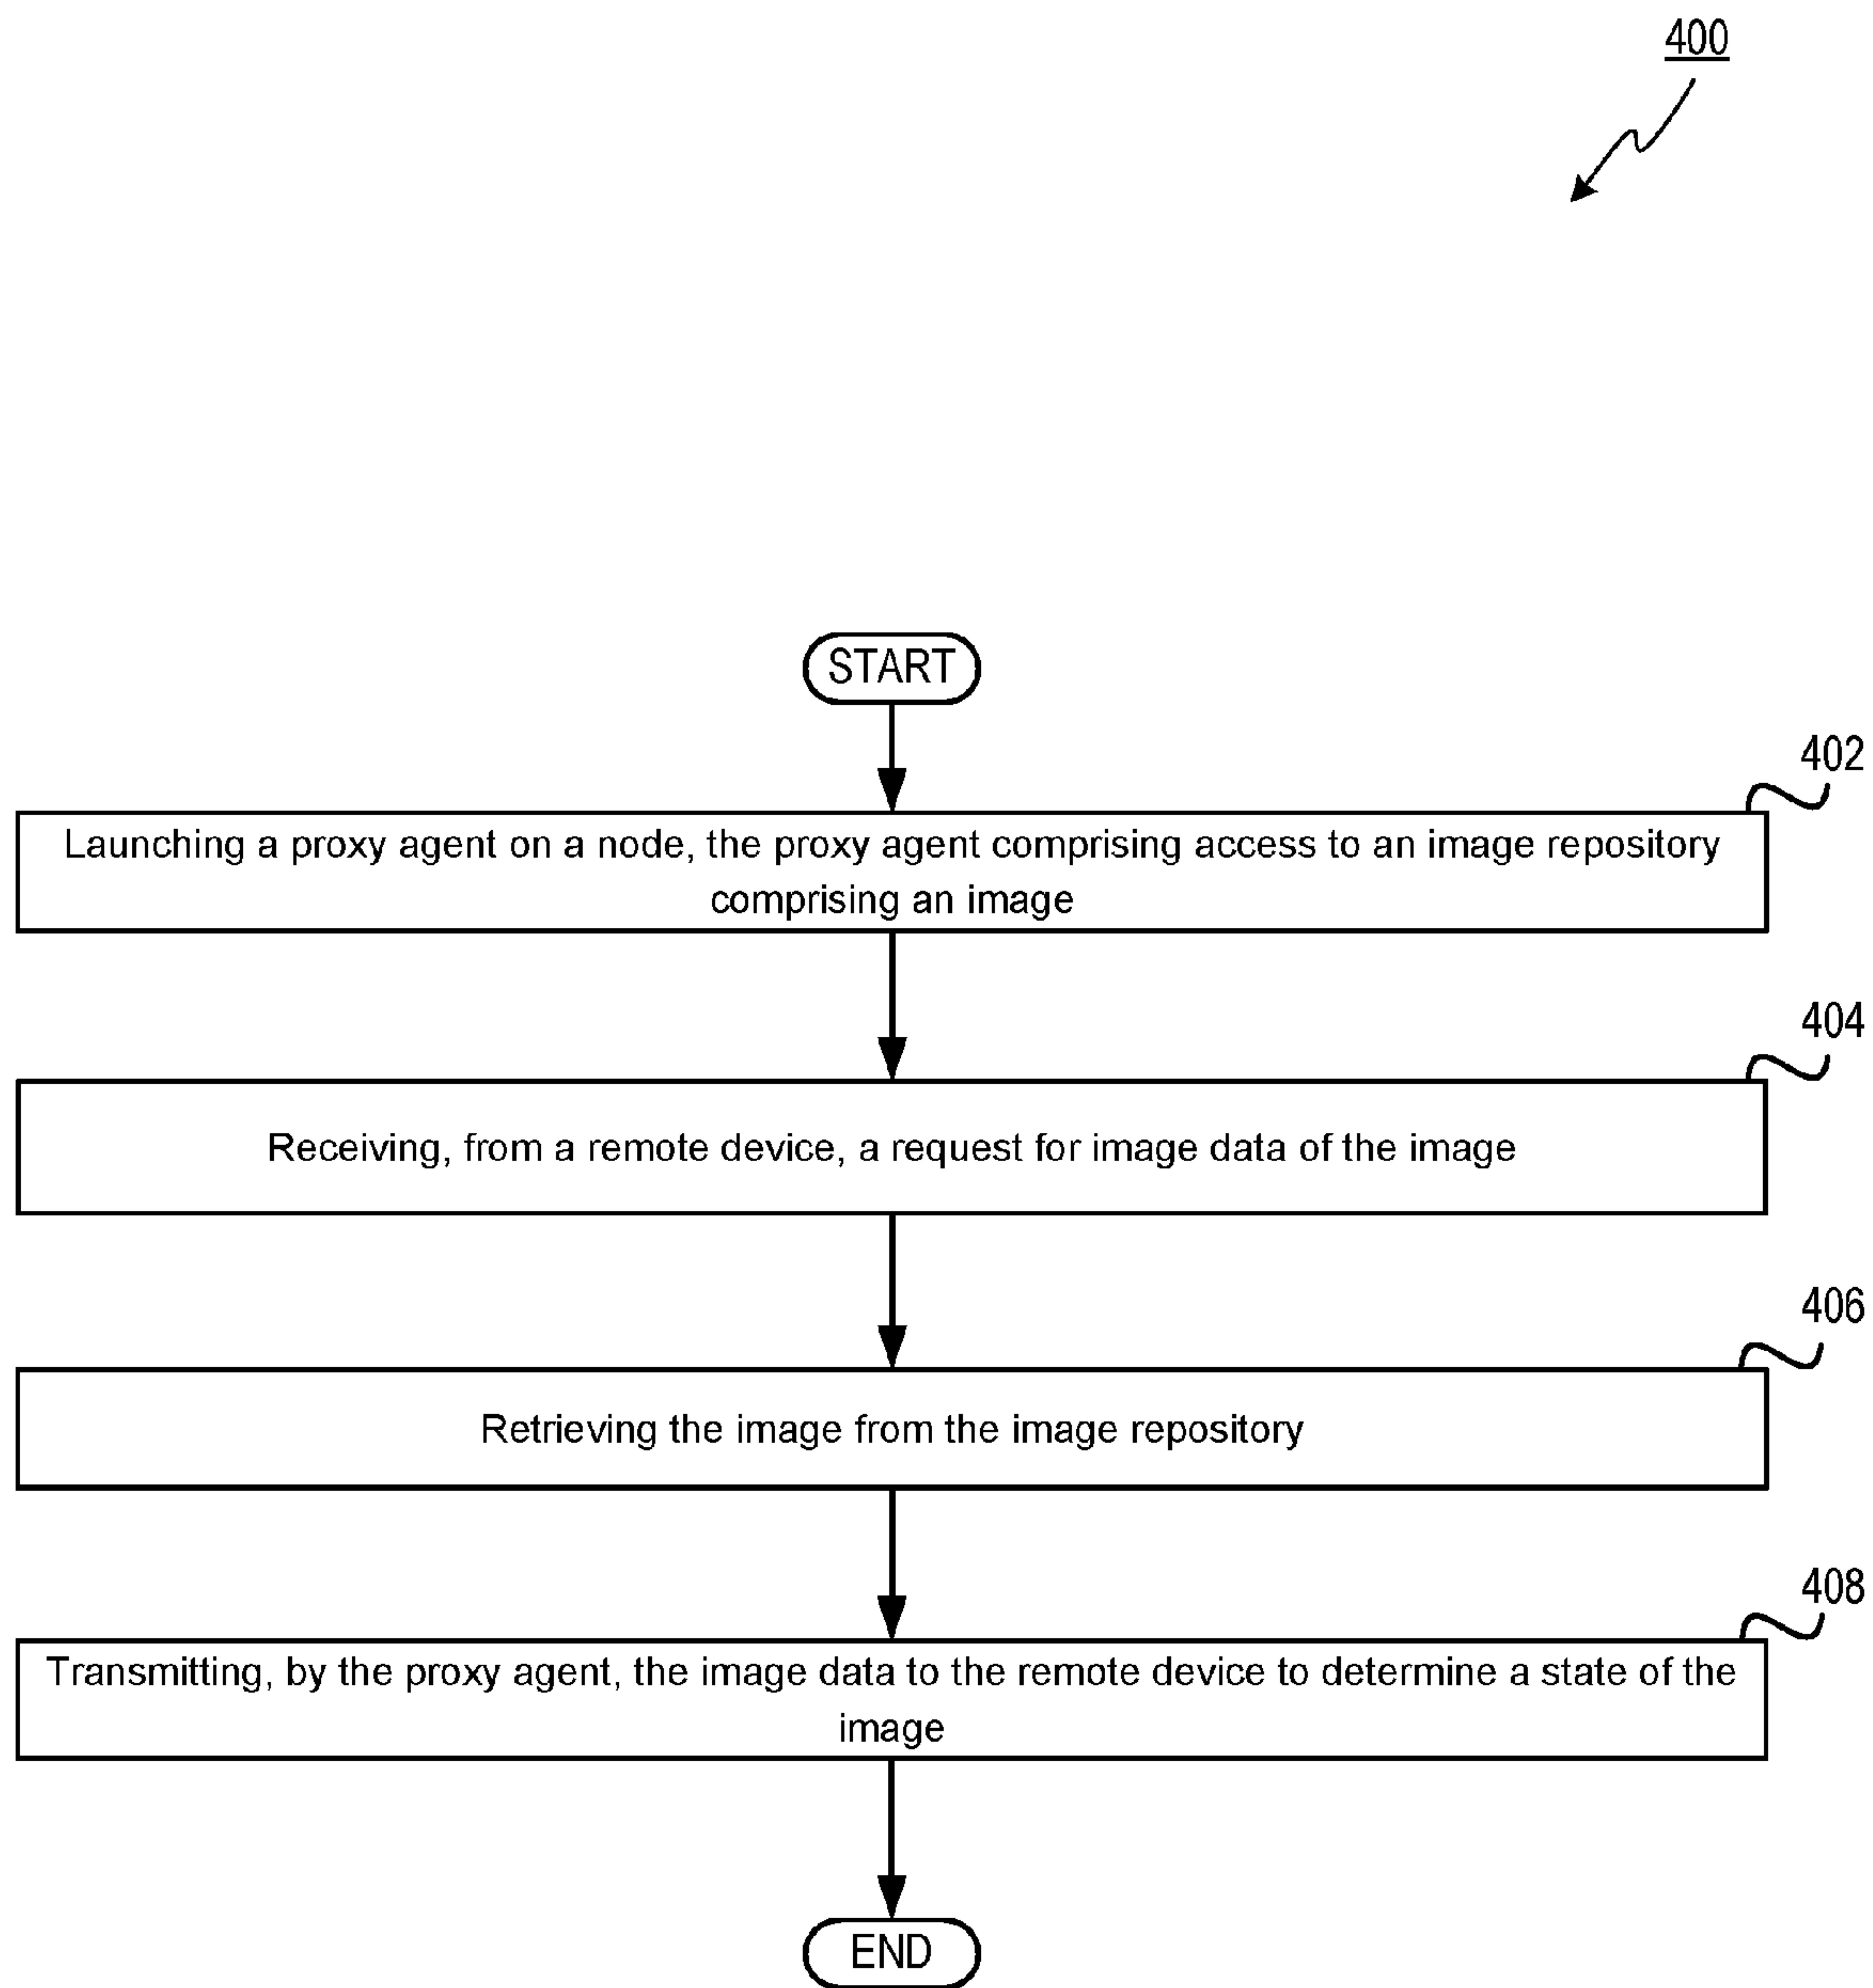 400
START
402
Launching a proxy agent on a node, the proxy agent comprising access to an image repository
comprising an image
404
Receiving, from a remote device, a request for image data of the image
406
Retrieving the image from the image repository
408
Transmitting, by the proxy agent, the image data to the remote device to determine a state of the
image
END